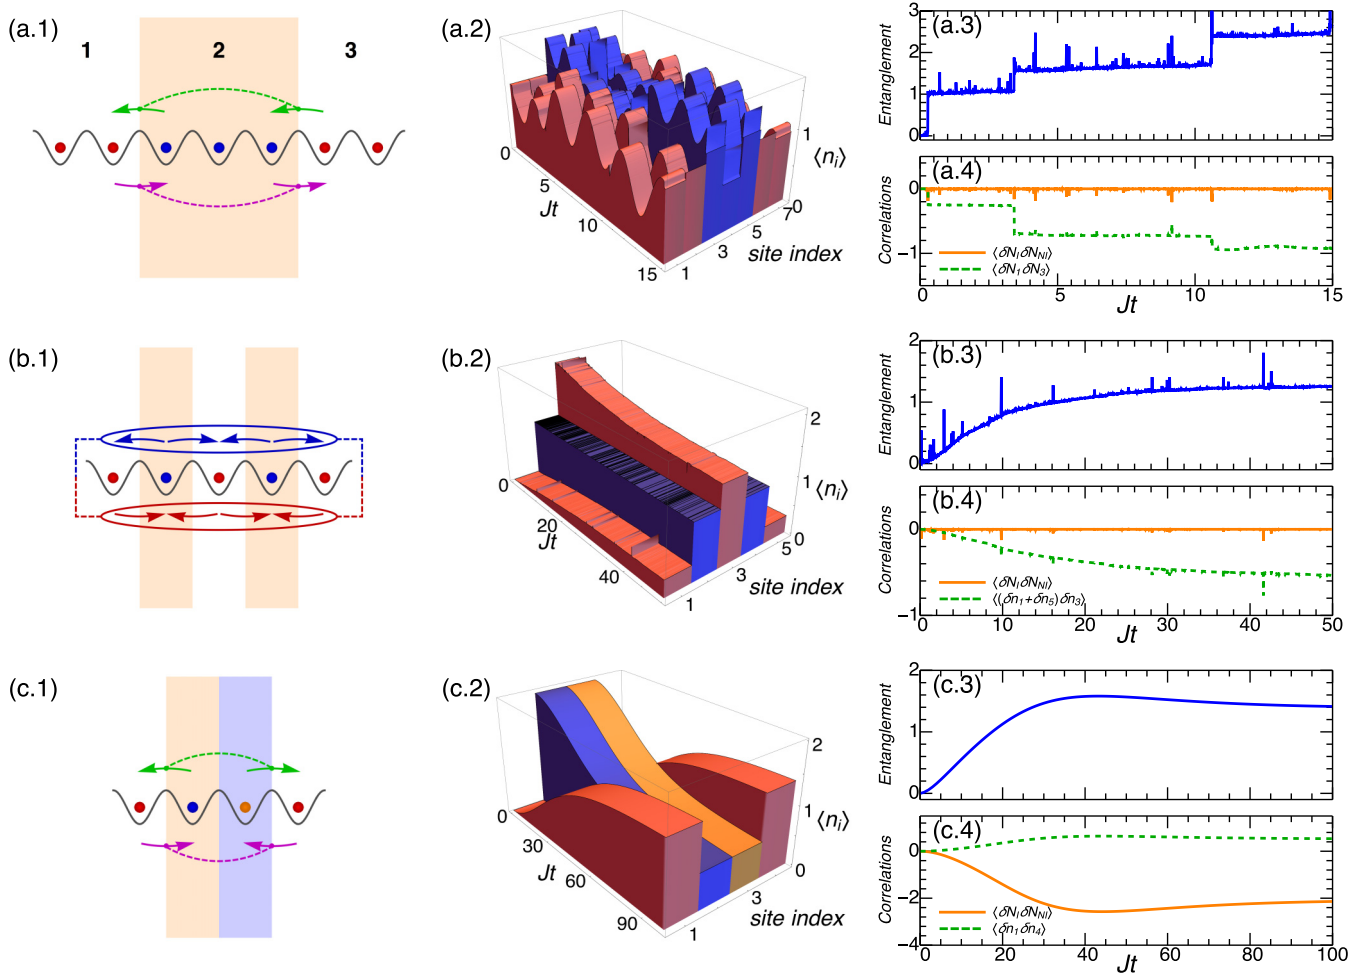 (a.1)
1 2 3
(a.2)
0
5
Jt
10
15
1
3
site index
5
7
0
1
⟨n_i⟩
(a.3)
Entanglement
3
2
1
0
(a.4)
Correlations
0
−1
⟨δN_I δN_NI⟩
⟨δN_1 δN_3⟩
0 5 10 15
Jt
(b.1)
(b.2)
0
20
Jt
40
1
3
site index
5
0
1
2
⟨n_i⟩
(b.3)
Entanglement
2
1
0
(b.4)
Correlations
0
−1
⟨δN_I δN_NI⟩
⟨(δn_1+δn_5)δn_3⟩
0 10 20 30 40 50
Jt
(c.1)
(c.2)
0
30
Jt
60
90
1
3
site index
0
1
2
⟨n_i⟩
(c.3)
Entanglement
2
1
0
(c.4)
Correlations
0
−2
−4
⟨δN_I δN_NI⟩
⟨δn_1 δn_4⟩
0 20 40 60 80 100
Jt